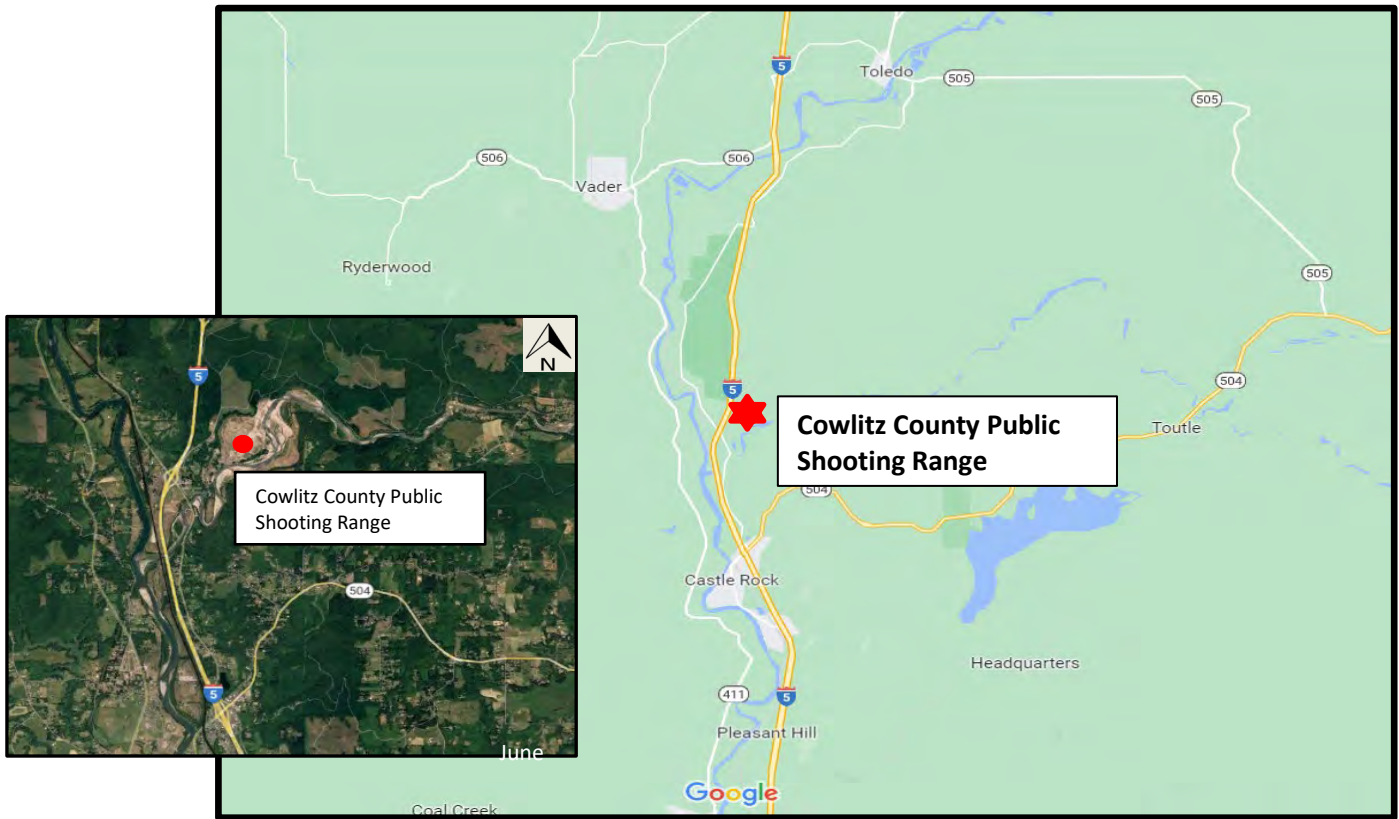 5
Toledo
505
505
506
506
Vader
Ryderwood
505
N
5
5
504
Cowlitz County Public
Shooting Range
Toutle
504
Cowlitz County Public
Shooting Range
504
Castle Rock
5
Headquarters
411
5
Pleasant Hill
June
Google
Coal Creek